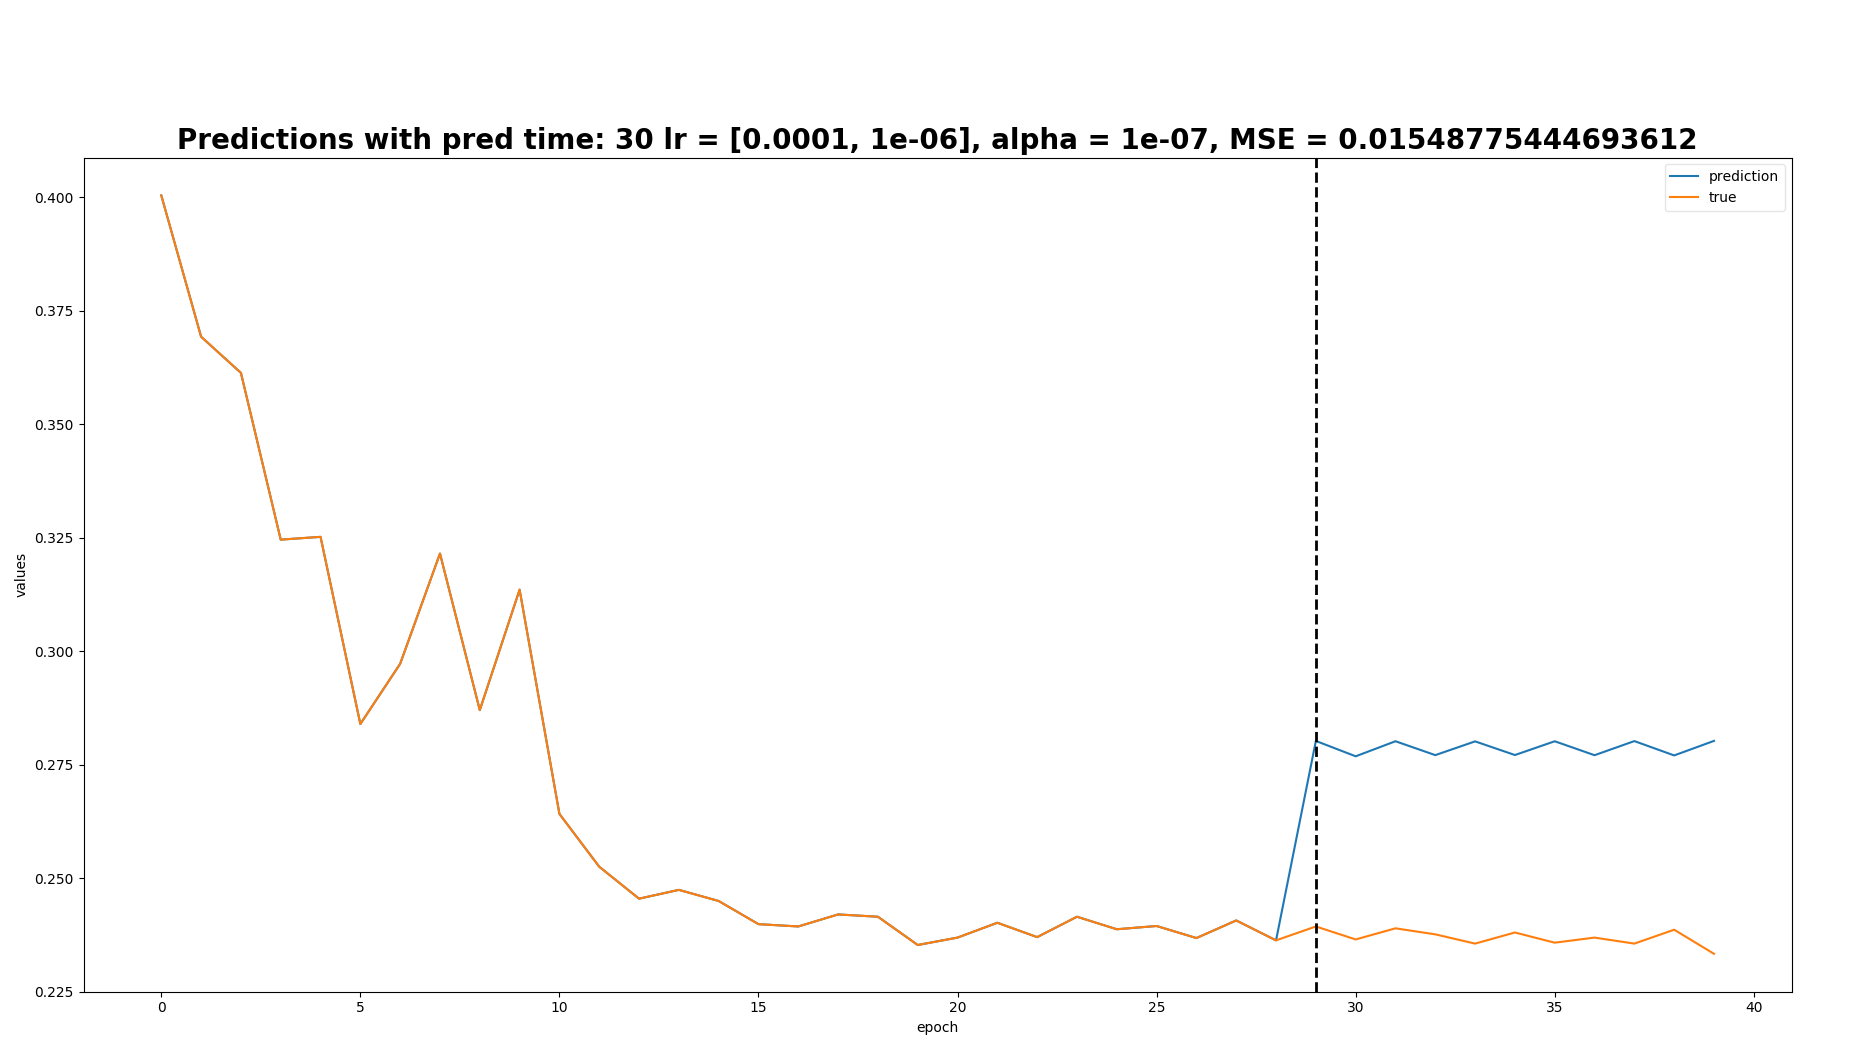 Predictions with pred time: 30 lr = [0.0001, 1e-06], alpha = 1e-07, MSE = 0.01548775444693612
prediction
true
0.400
0.375
0.350
0.325
0.300
0.275
0.250
0.225
values
0 5 10 15 20 25 30 35 40
epoch